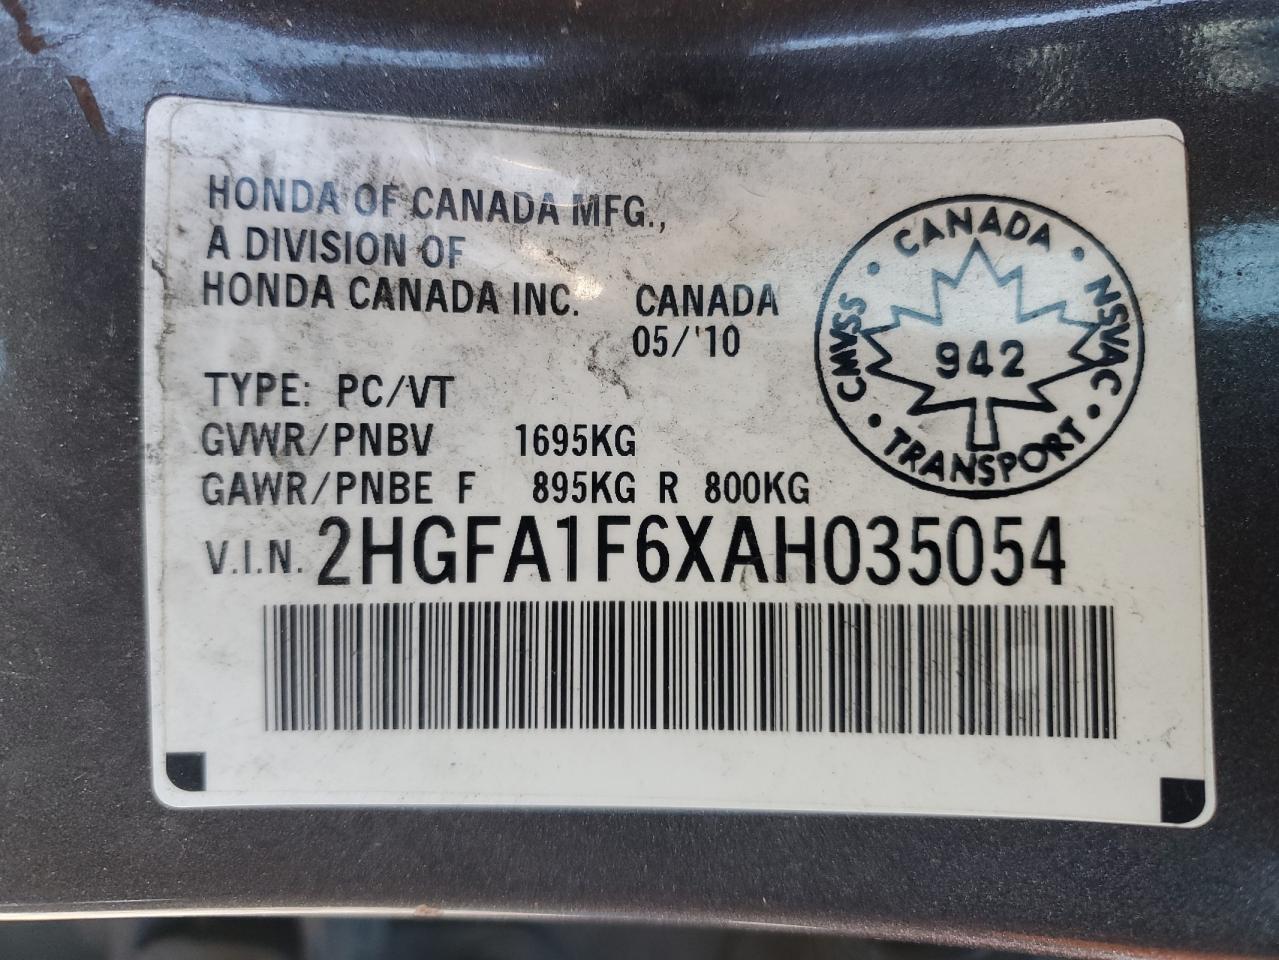 HONDA OF CANADA MFG.,
A DIVISION OF
HONDA CANADA INC. CANADA
05/'10
TYPE: PC/VT
GVWR/PNBV 1695KG
GAWR/PNBE F 895KG R 800KG
V.I.N. 2HGFA1F6XAH035054
CANADA · NSVAC · TRANSPORT · CMVSS ·
942